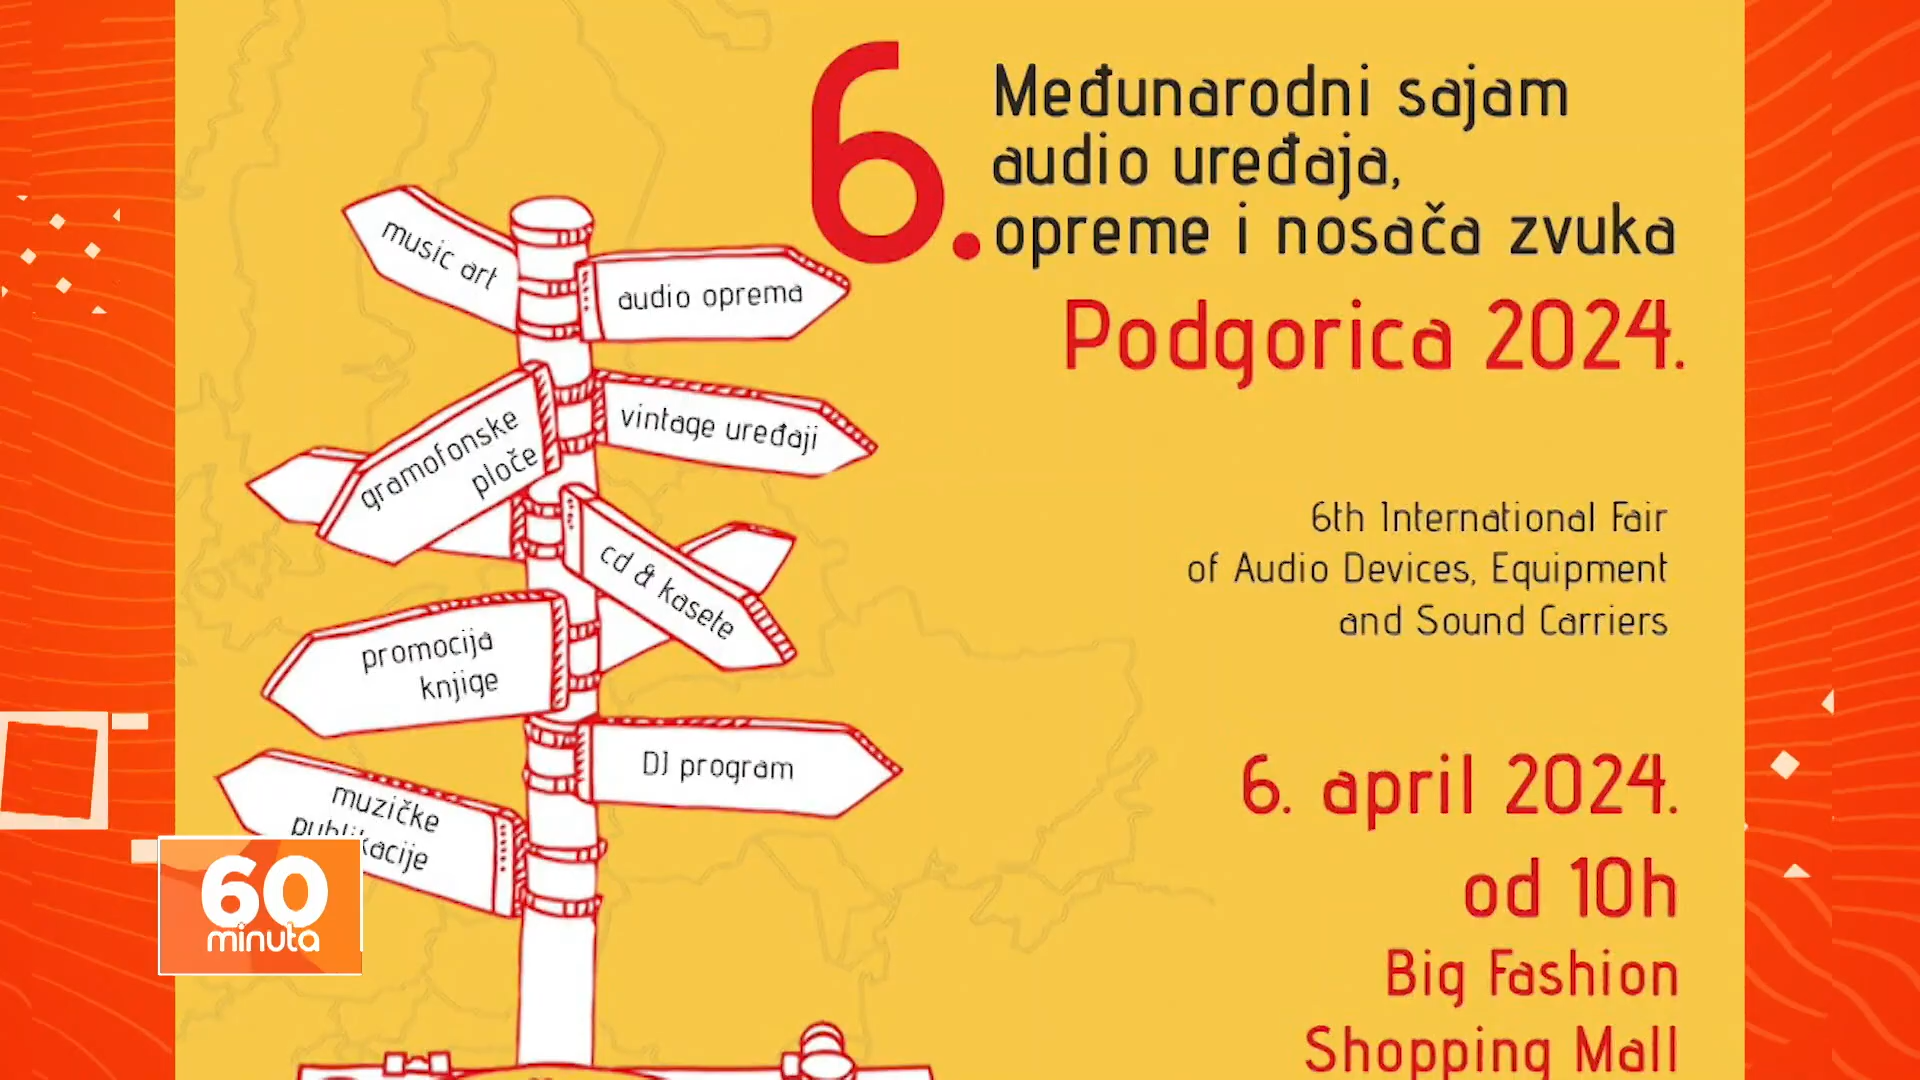 6.
Međunarodni sajam
audio uređaja,
opreme i nosača zvuka
Podgorica 2024.
music art
audio oprema
gramofonske
ploče
vintage uređaji
cd & kasete
promocija
knjige
DJ program
muzičke
publikacije
6th International Fair
of Audio Devices, Equipment
and Sound Carriers
6. april 2024.
od 10h
Big Fashion
Shopping Mall
60
minuta